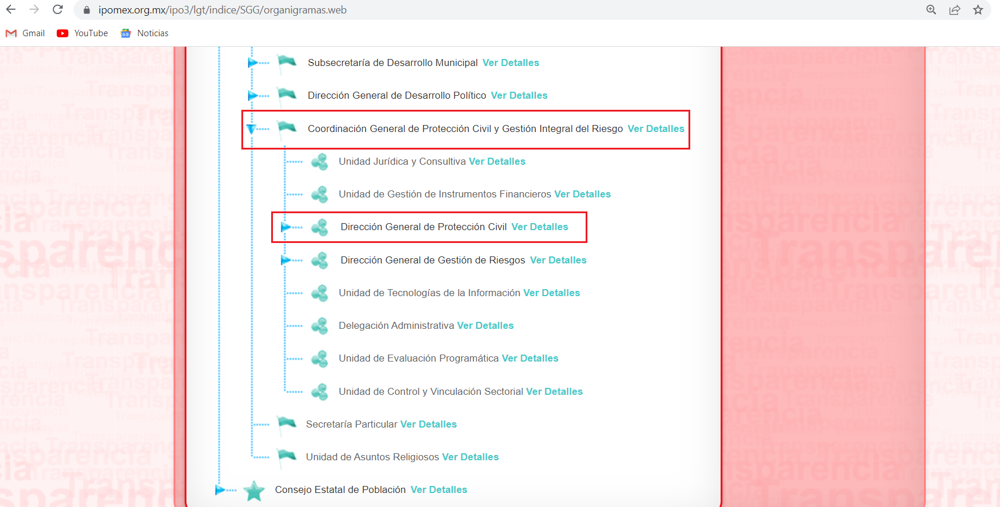 ipomex.org.mx/ipo3/lgt/indice/SGG/organigramas.web
Gmail YouTube Noticias
Subsecretaría de Desarrollo Municipal Ver Detalles
Dirección General de Desarrollo Político Ver Detalles
Coordinación General de Protección Civil y Gestión Integral del Riesgo Ver Detalles
Unidad Jurídica y Consultiva Ver Detalles
Unidad de Gestión de Instrumentos Financieros Ver Detalles
Dirección General de Protección Civil Ver Detalles
Dirección General de Gestión de Riesgos Ver Detalles
Unidad de Tecnologías de la Información Ver Detalles
Delegación Administrativa Ver Detalles
Unidad de Evaluación Programática Ver Detalles
Unidad de Control y Vinculación Sectorial Ver Detalles
Secretaría Particular Ver Detalles
Unidad de Asuntos Religiosos Ver Detalles
Consejo Estatal de Población Ver Detalles